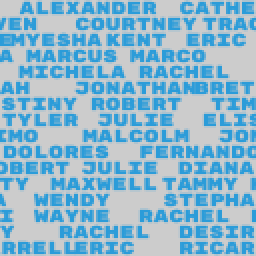 ALEXANDER CATHE
VEN COURTNEY TRAC
EMYESHA KENT ERIC
A MARCUS MARCO
MICHELA RACHEL
AH JONATHAN BRET
STINY ROBERT TIM
TYLER JULIE ELIS
IMO MALCOLM JON
DOLORES FERNANDO
OBERT JULIE DIANA
TY MAXWELL TAMMY
A WENDY STEPHA
I WAYNE RACHEL
Y RACHEL DESIR
RRELL ERIC RICAR